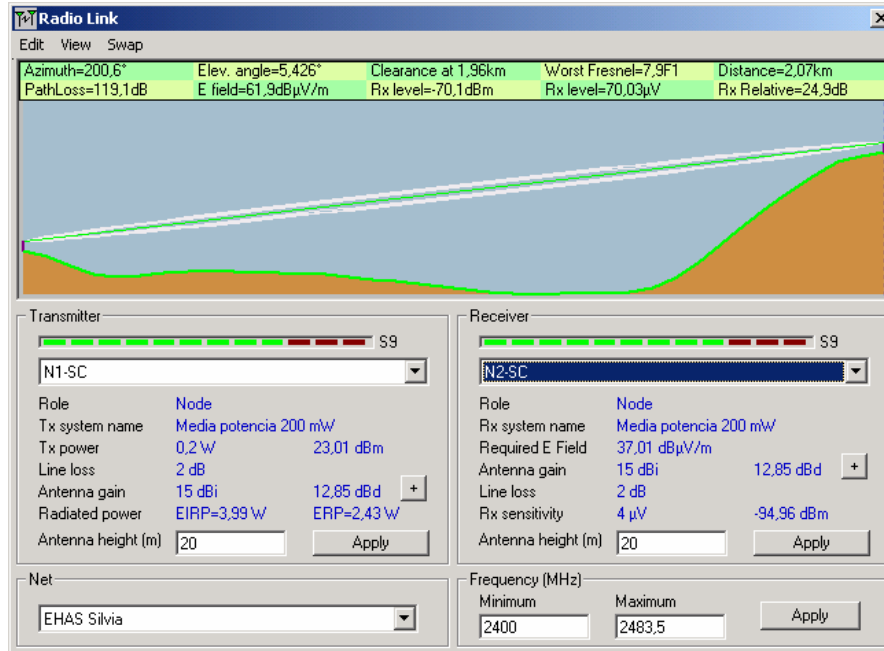 Radio Link
Edit View Swap
Azimuth=200,6° Elev. angle=5,426° Clearance at 1,96km Worst Fresnel=7,9F1 Distance=2,07km
PathLoss=119,1dB E field=61,9dBµV/m Rx level=-70,1dBm Rx level=70,03µV Rx Relative=24,9dB
Transmitter
S9
N1-SC
Role Node
Tx system name Media potencia 200 mW
Tx power 0,2 W 23,01 dBm
Line loss 2 dB
Antenna gain 15 dBi 12,85 dBd +
Radiated power EIRP=3,99 W ERP=2,43 W
Antenna height (m) 20 Apply
Receiver
S9
N2-SC
Role Node
Rx system name Media potencia 200 mW
Required E Field 37,01 dBµV/m
Antenna gain 15 dBi 12,85 dBd +
Line loss 2 dB
Rx sensitivity 4 µV -94,96 dBm
Antenna height (m) 20 Apply
Net
EHAS Silvia
Frequency (MHz)
Minimum Maximum
2400 2483,5 Apply